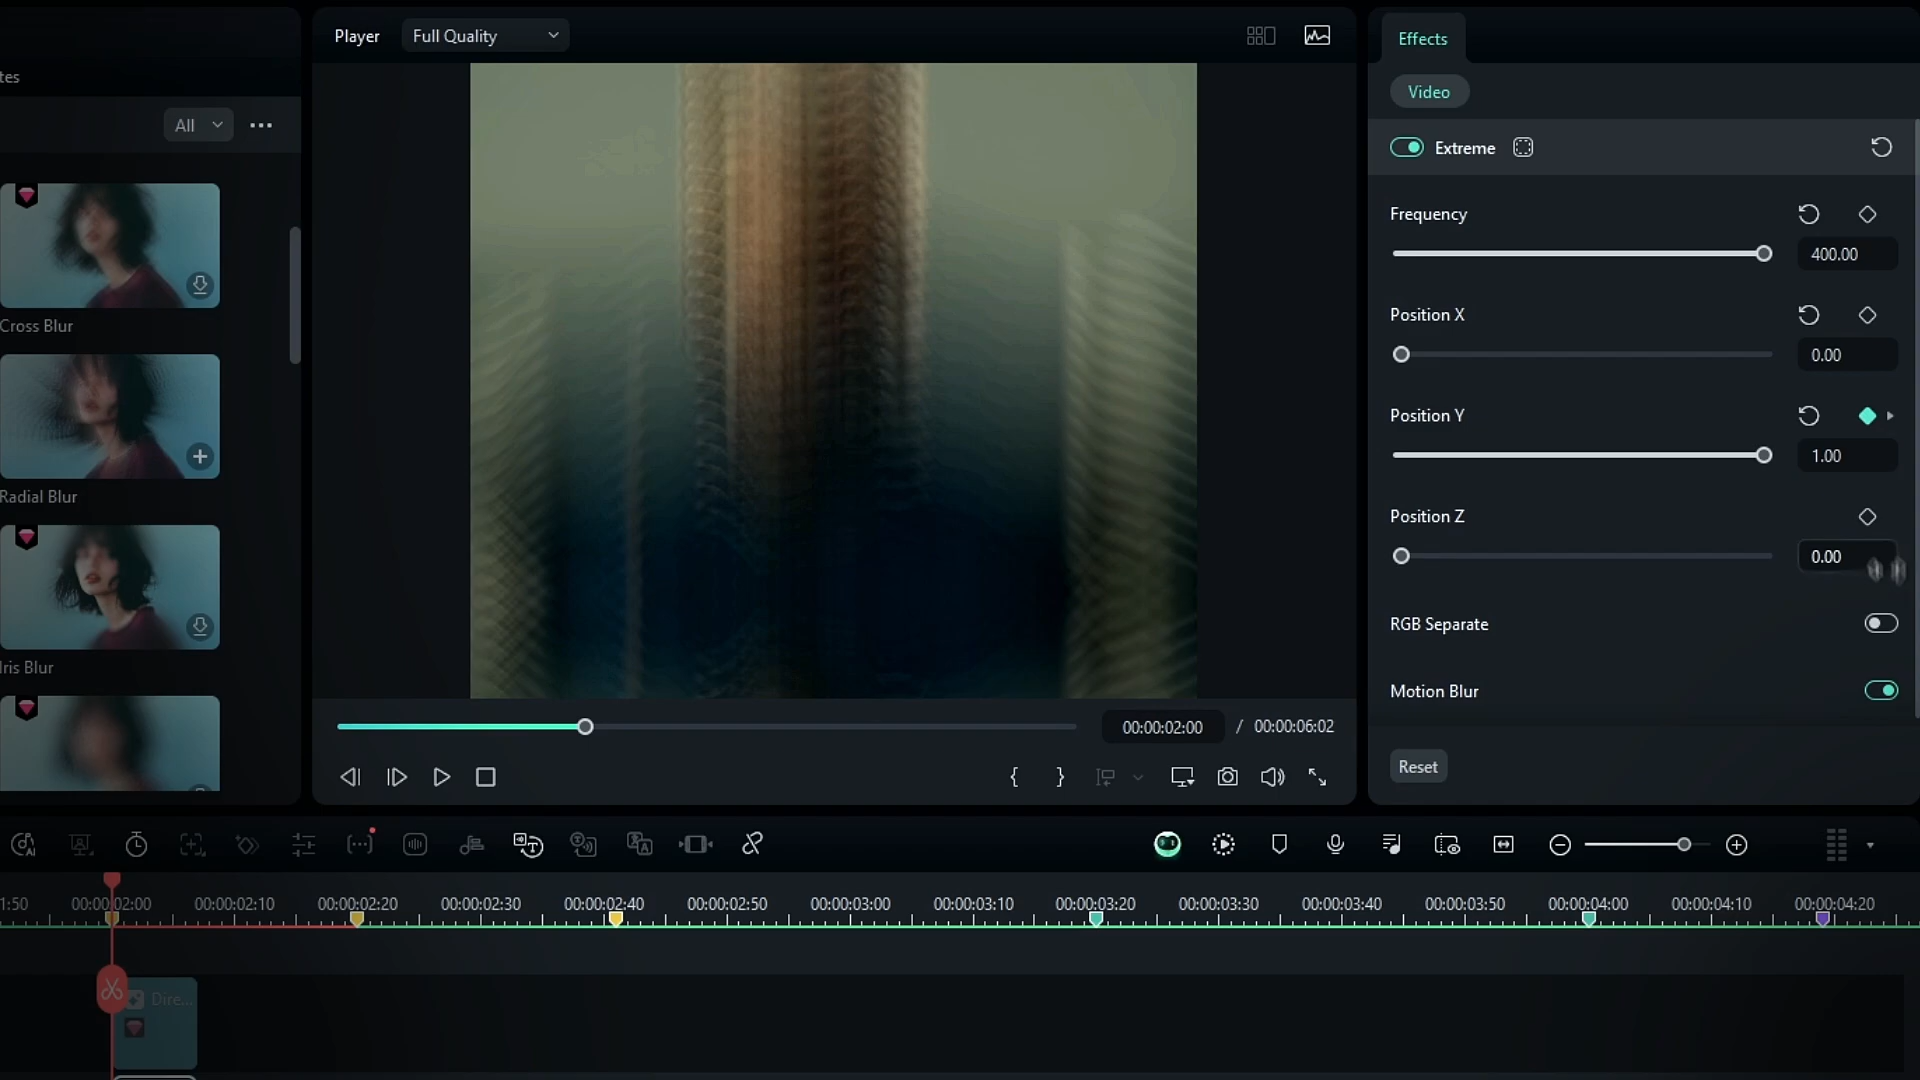 Player
Full Quality
Effects
tes
Video
All
Extreme
Frequency
400.00
Position X
0.00
Cross Blur
Position Y
1.00
Radial Blur
Position Z
0.00
RGB Separate
Iris Blur
Motion Blur
00:00:02:00 / 00:00:06:02
Reset
1:50 00:00:02:00 00:00:02:10 00:00:02:20 00:00:02:30 00:00:02:40 00:00:02:50 00:00:03:00 00:00:03:10 00:00:03:20 00:00:03:30 00:00:03:40 00:00:03:50 00:00:04:00 00:00:04:10 00:00:04:20
Dire...